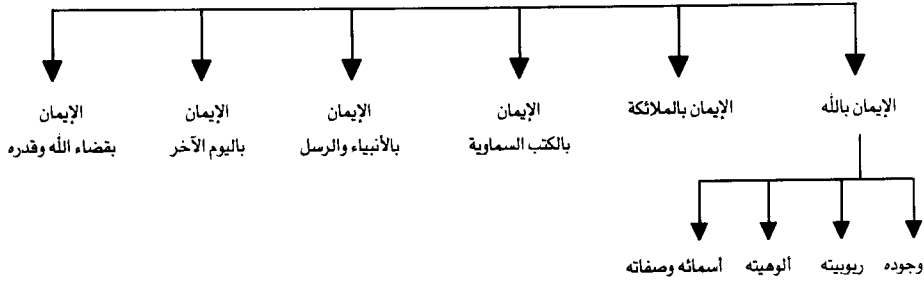 الإيمان بالله
الإيمان بالملائكة
الإيمان
بالكتب السماوية
الإيمان
بالأنبياء والرسل
الإيمان
باليوم الآخر
الإيمان
بقضاء الله وقدره
وجوده
ربوبيته
ألوهيته
أسمائه وصفاته